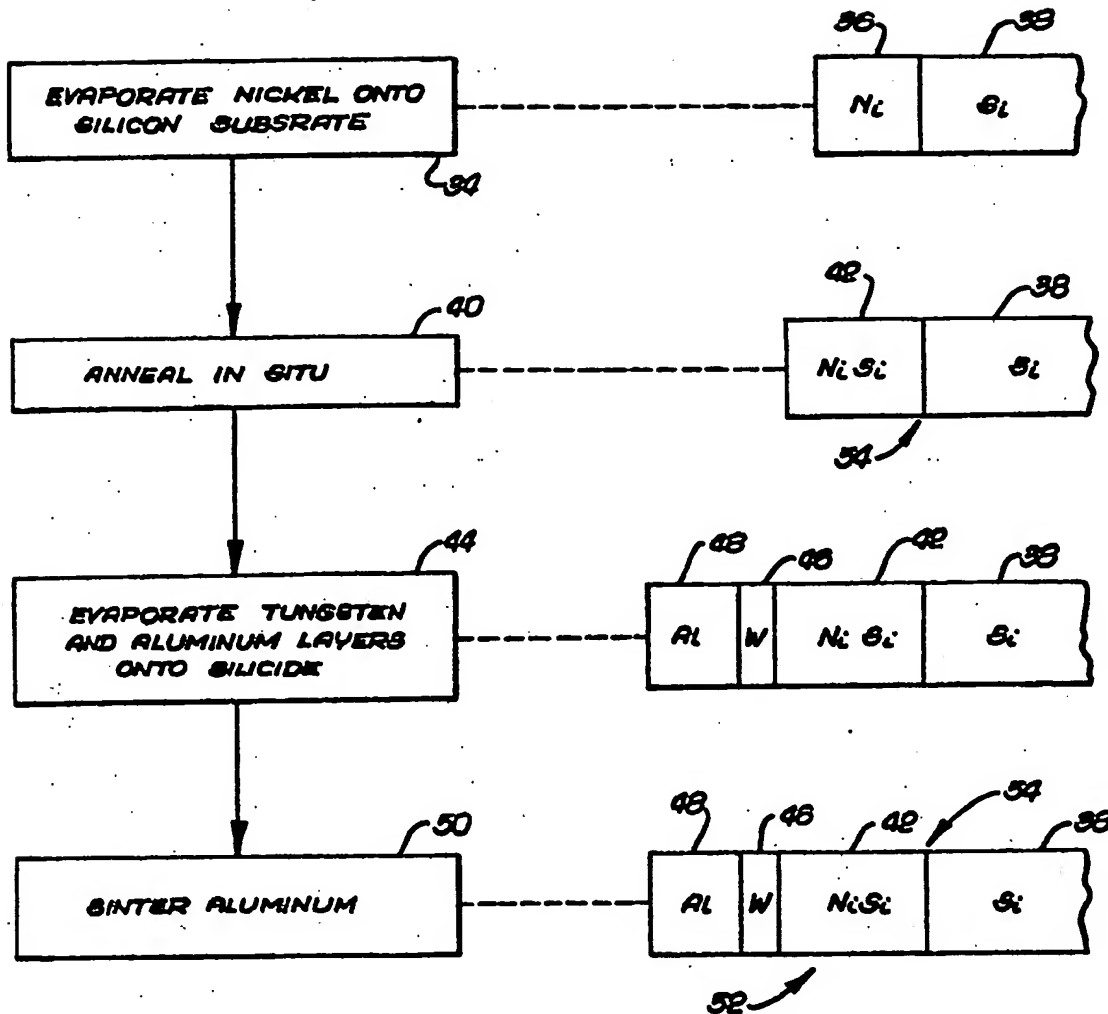 36 38
EVAPORATE NICKEL ONTO
SILICON SUBSRATE
Ni Si
34
40 42 38
ANNEAL IN SITU
NiSi Si
54
44 48 46 42 38
EVAPORATE TUNGSTEN
AND ALUMINUM LAYERS
ONTO SILICIDE
Al W Ni Si Si
50 48 46 42 54 38
SINTER ALUMINUM
Al W NiSi Si
52